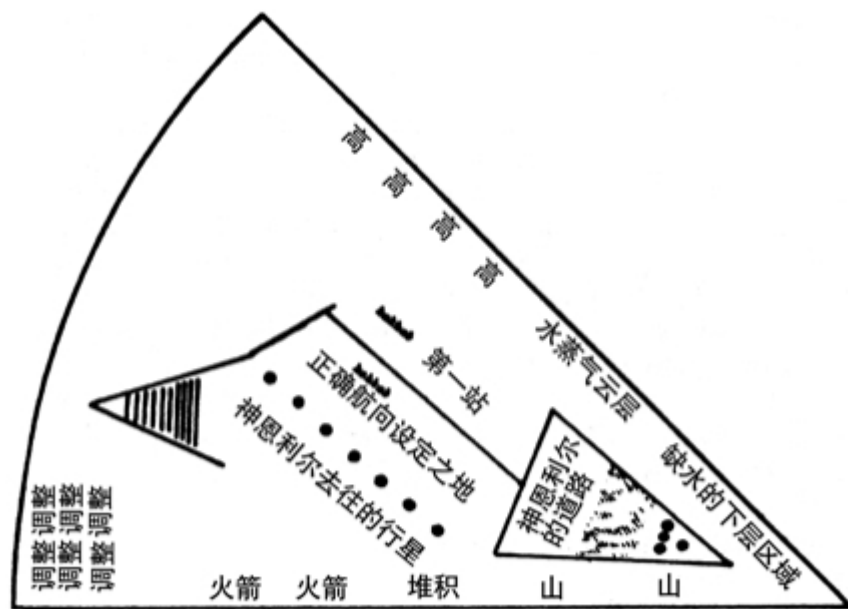 高 高 高 高 水蒸气云层 缺水的下层区域
第一站
正确航向设定之地
神恩利尔去往的行星
神恩利尔
的道路
调整调整
调整调整
调整调整
火箭 火箭 堆积 山 山